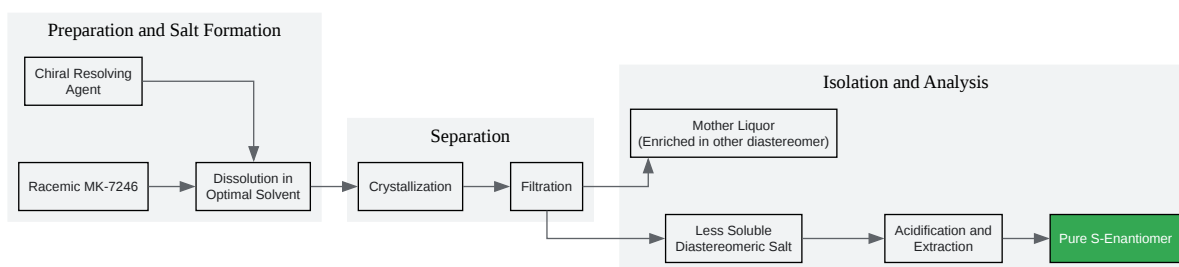 Preparation and Salt Formation
Chiral Resolving
Agent
Racemic MK-7246
Dissolution in
Optimal Solvent
Separation
Crystallization
Filtration
Isolation and Analysis
Mother Liquor
(Enriched in other diastereomer)
Less Soluble
Diastereomeric Salt
Acidification and
Extraction
Pure S-Enantiomer